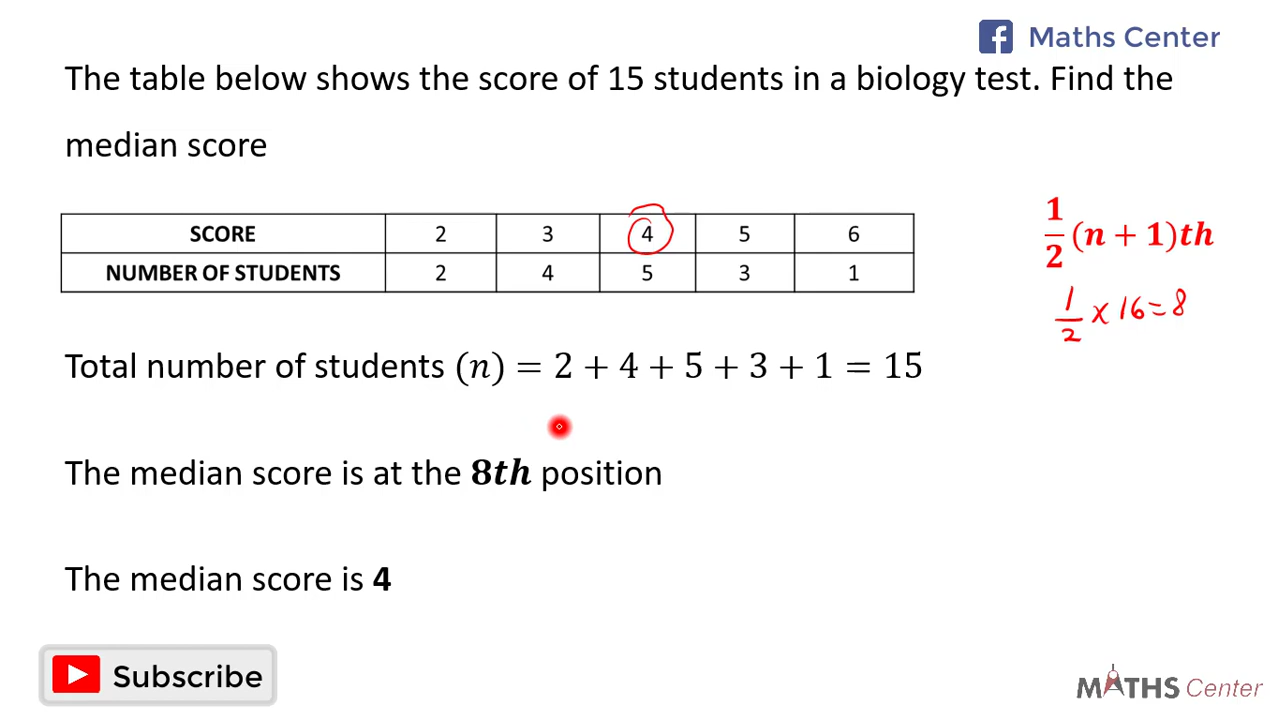 Maths Center
The table below shows the score of 15 students in a biology test. Find the
median score
SCORE 2 3 4 5 6
NUMBER OF STUDENTS 2 4 5 3 1
1/2 (n + 1)th
1/2 × 16 = 8
Total number of students (n) = 2 + 4 + 5 + 3 + 1 = 15
The median score is at the 8th position
The median score is 4
Subscribe
MATHS Center